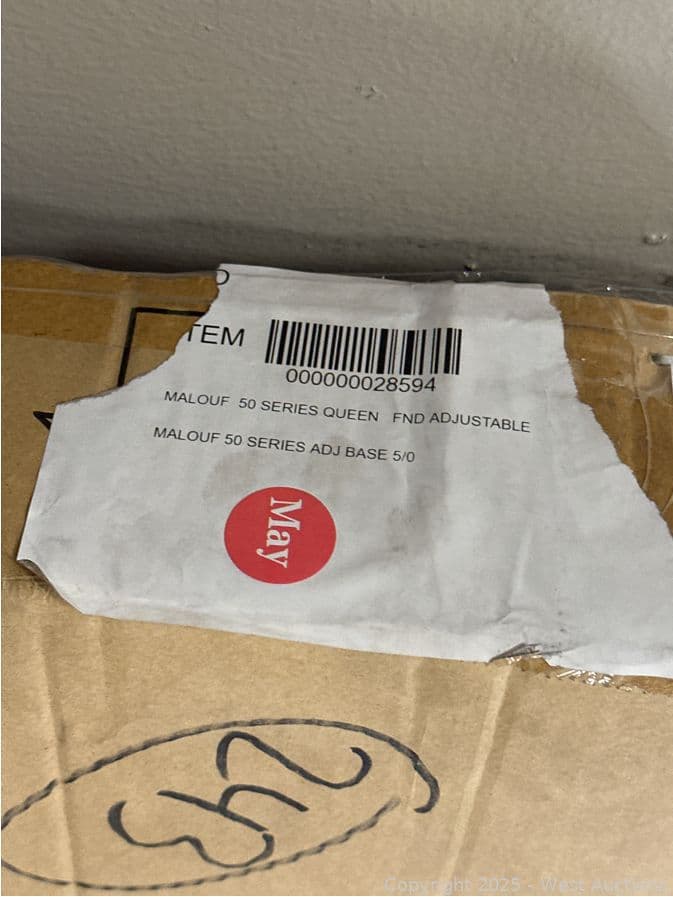 TEM
000000028594
MALOUF 50 SERIES QUEEN FND ADJUSTABLE
MALOUF 50 SERIES ADJ BASE 5/0
May
243
Copyright 2025 - West Auctions